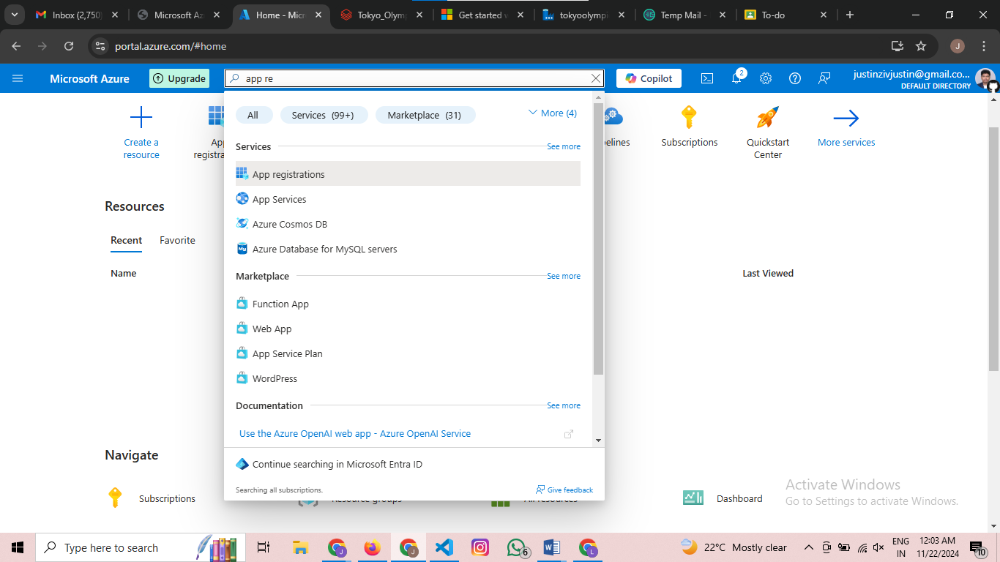 Inbox (2,750)
Microsoft Az
Home - Micr
Tokyo_Olymp
Get started w
tokyoolympi
Temp Mail -
To-do
portal.azure.com/#home
J
Microsoft Azure
Upgrade
app re
Copilot
2
justinzivjustin@gmail.co...
DEFAULT DIRECTORY
All
Services (99+)
Marketplace (31)
More (4)
Create a
resource
App
registra
elines
Subscriptions
Quickstart
Center
More services
Services
See more
App registrations
App Services
Azure Cosmos DB
Azure Database for MySQL servers
Resources
Recent
Favorite
Name
Last Viewed
Marketplace
See more
Function App
Web App
App Service Plan
WordPress
Documentation
See more
Use the Azure OpenAI web app - Azure OpenAI Service
Continue searching in Microsoft Entra ID
Searching all subscriptions.
Give feedback
Navigate
Subscriptions
Resource groups
All resources
Dashboard
Activate Windows
Go to Settings to activate Windows.
Type here to search
J
J
6
L
22°C Mostly clear
ENG
IN
12:03 AM
11/22/2024
10